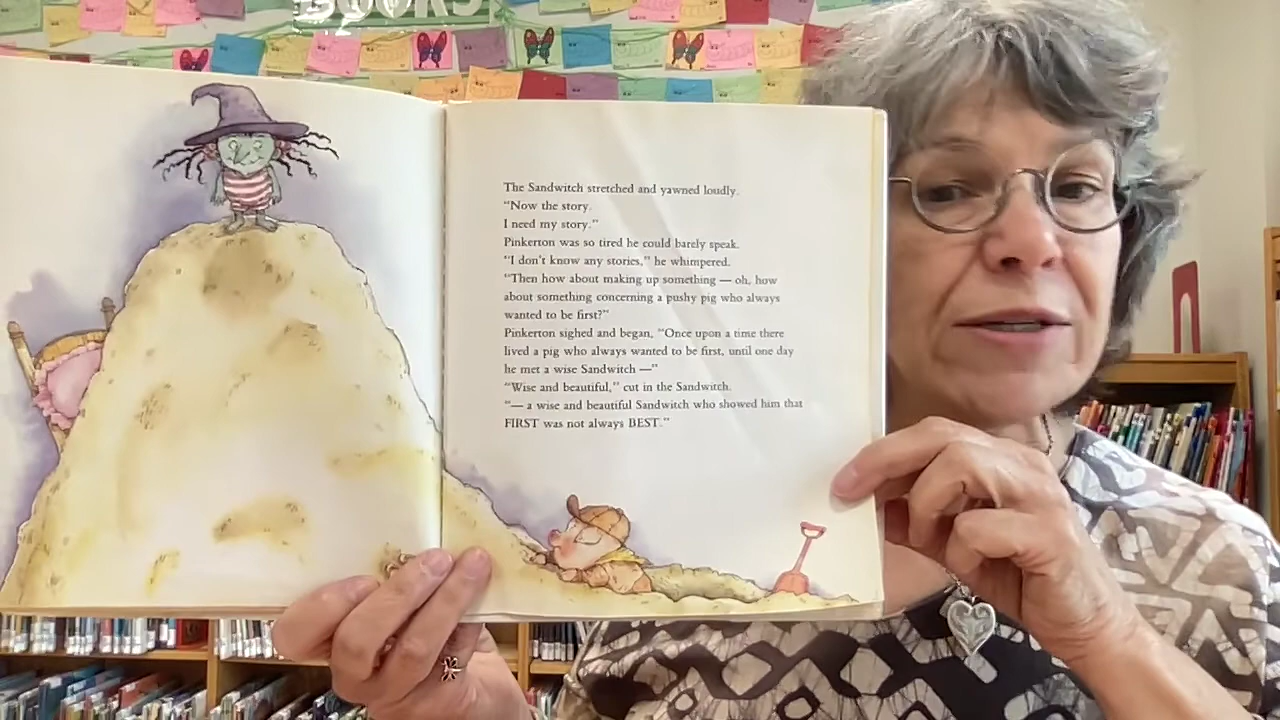 BOOKS
The Sandwitch stretched and yawned loudly.
“Now the story.
I need my story.”
Pinkerton was so tired he could barely speak.
“I don’t know any stories,” he whimpered.
“Then how about making up something — oh, how
about something concerning a pushy pig who always
wanted to be first?”
Pinkerton sighed and began, “Once upon a time there
lived a pig who always wanted to be first, until one day
he met a wise Sandwitch —”
“Wise and beautiful,” cut in the Sandwitch.
“— a wise and beautiful Sandwitch who showed him that
FIRST was not always BEST.”